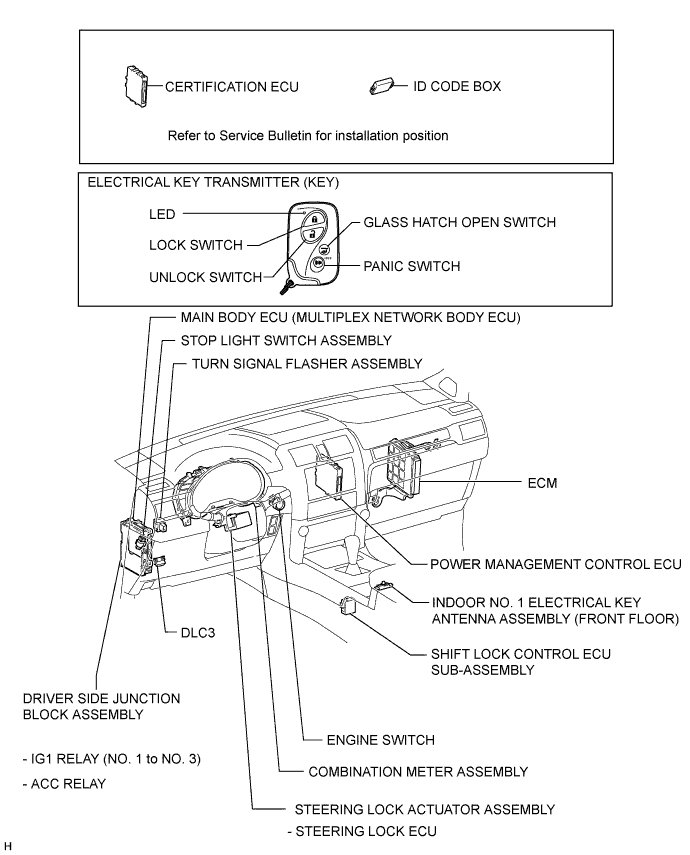 CERTIFICATION ECU
ID CODE BOX
Refer to Service Bulletin for installation position
ELECTRICAL KEY TRANSMITTER (KEY)
LED
GLASS HATCH OPEN SWITCH
LOCK SWITCH
PANIC SWITCH
UNLOCK SWITCH
MAIN BODY ECU (MULTIPLEX NETWORK BODY ECU)
STOP LIGHT SWITCH ASSEMBLY
TURN SIGNAL FLASHER ASSEMBLY
ECM
POWER MANAGEMENT CONTROL ECU
INDOOR NO. 1 ELECTRICAL KEY
ANTENNA ASSEMBLY (FRONT FLOOR)
DLC3
SHIFT LOCK CONTROL ECU
SUB-ASSEMBLY
DRIVER SIDE JUNCTION
BLOCK ASSEMBLY
ENGINE SWITCH
- IG1 RELAY (NO. 1 to NO. 3)
COMBINATION METER ASSEMBLY
- ACC RELAY
STEERING LOCK ACTUATOR ASSEMBLY
- STEERING LOCK ECU
H